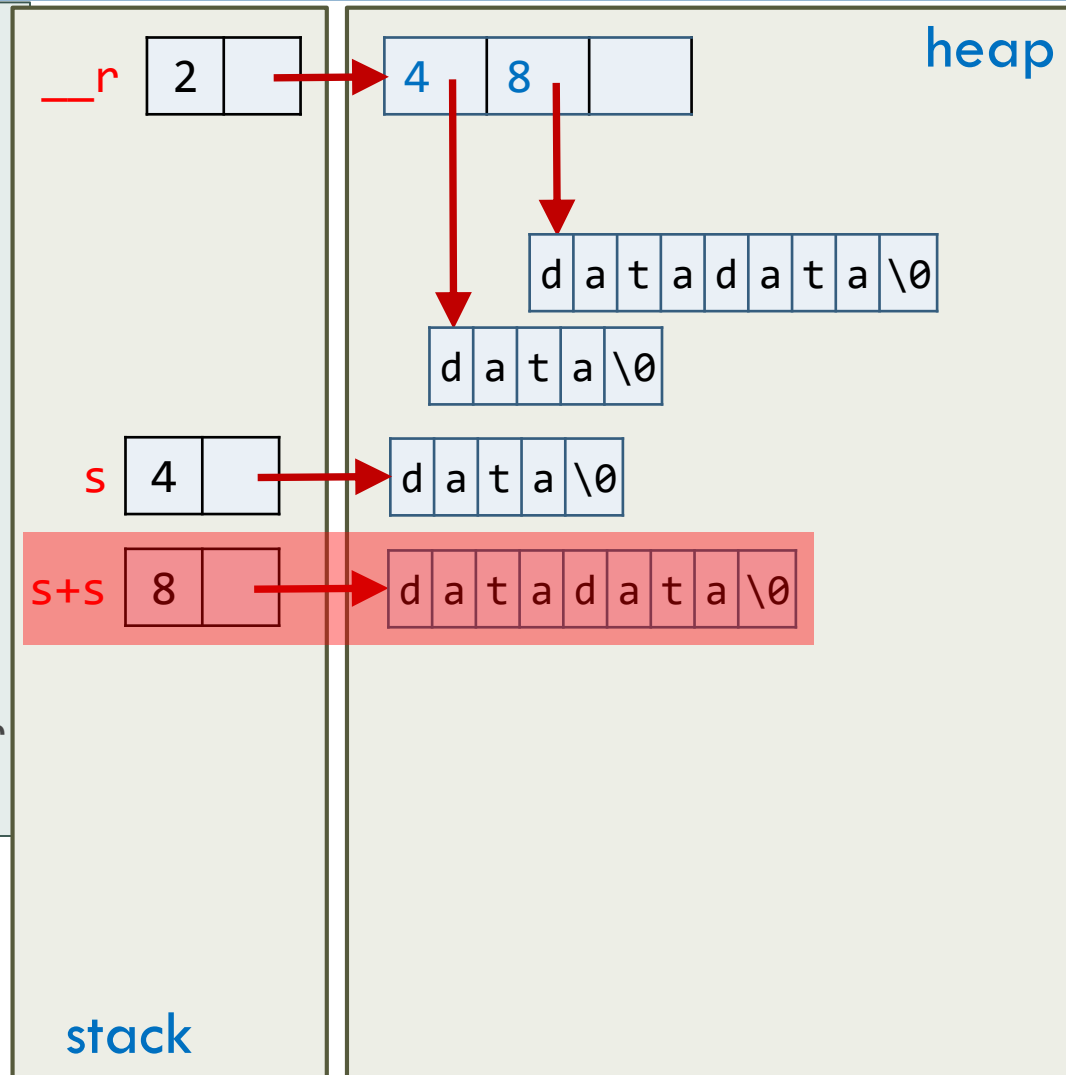 heap
__r 2 4 8
d a t a d a t a \0
d a t a \0
s 4 d a t a \0
s+s 8 d a t a d a t a \0
stack